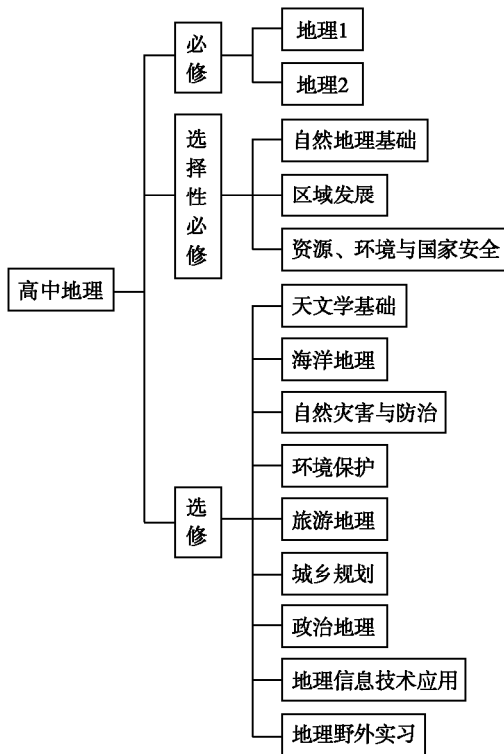 高中地理
必修
地理1
地理2
选择性必修
自然地理基础
区域发展
资源、环境与国家安全
选修
天文学基础
海洋地理
自然灾害与防治
环境保护
旅游地理
城乡规划
政治地理
地理信息技术应用
地理野外实习